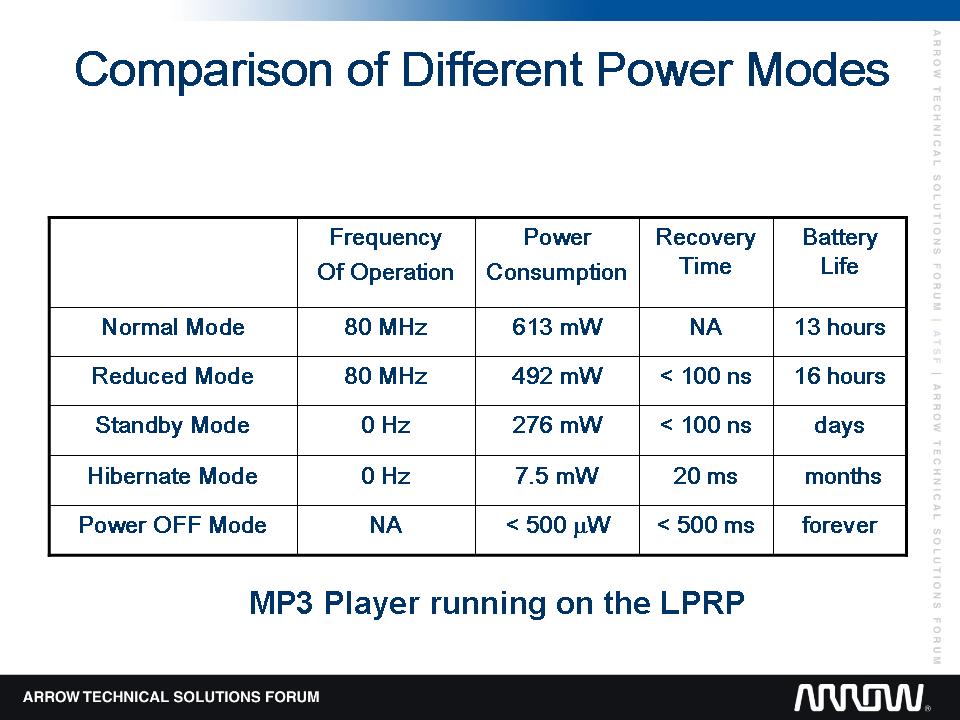 Comparison of Different Power Modes
Frequency Of Operation Power Consumption Recovery Time Battery Life
Normal Mode 80 MHz 613 mW NA 13 hours
Reduced Mode 80 MHz 492 mW < 100 ns 16 hours
Standby Mode 0 Hz 276 mW < 100 ns days
Hibernate Mode 0 Hz 7.5 mW 20 ms months
Power OFF Mode NA < 500 μW < 500 ms forever
MP3 Player running on the LPRP
ARROW TECHNICAL SOLUTIONS FORUM | ATSF | ARROW TECHNICAL SOLUTIONS FORUM
ARROW TECHNICAL SOLUTIONS FORUM
ARROW®